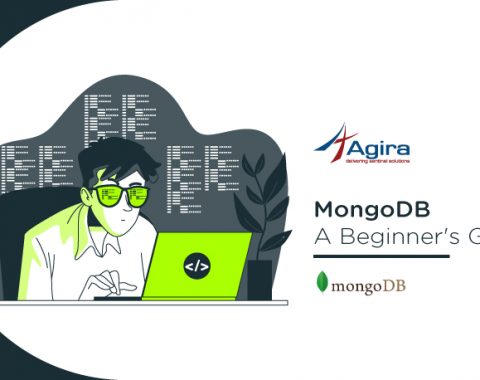 Agira
delivering sentinel solutions
MongoDB
A Beginner's G
</>
mongoDB